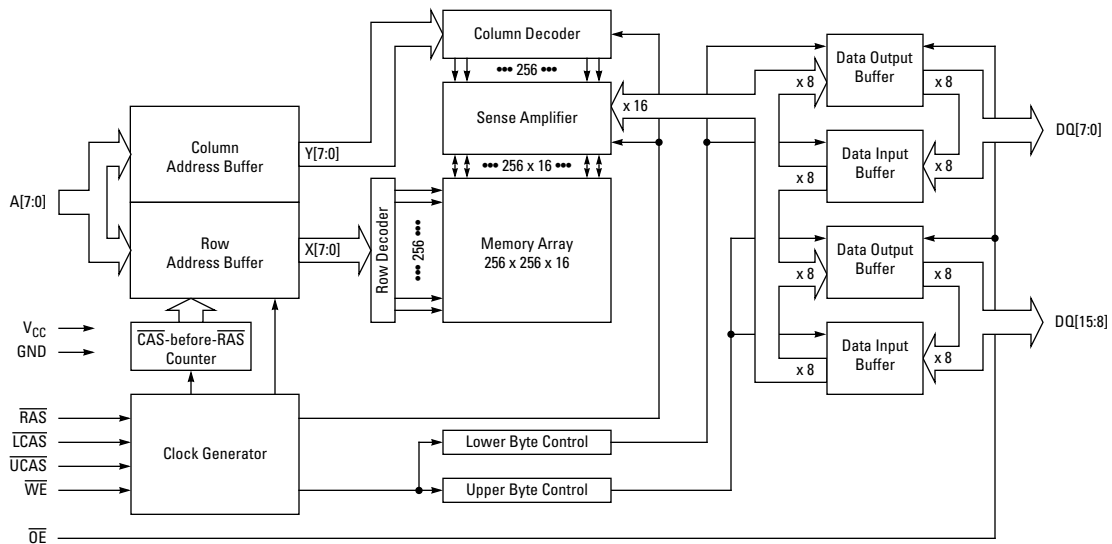 Column Decoder
••• 256 •••
Sense Amplifier
x 16
••• 256 x 16•••
Memory Array
256 x 256 x 16
Row Decoder
••• 256 •••
Column
Address Buffer
Y[7:0]
A[7:0]
Row
Address Buffer
X[7:0]
VCC
GND
CAS-before-RAS
Counter
RAS
LCAS
UCAS
WE
OE
Clock Generator
Lower Byte Control
Upper Byte Control
Data Output
Buffer
x 8
x 8
DQ[7:0]
Data Input
Buffer
x 8
x 8
Data Output
Buffer
x 8
x 8
DQ[15:8]
Data Input
Buffer
x 8
x 8